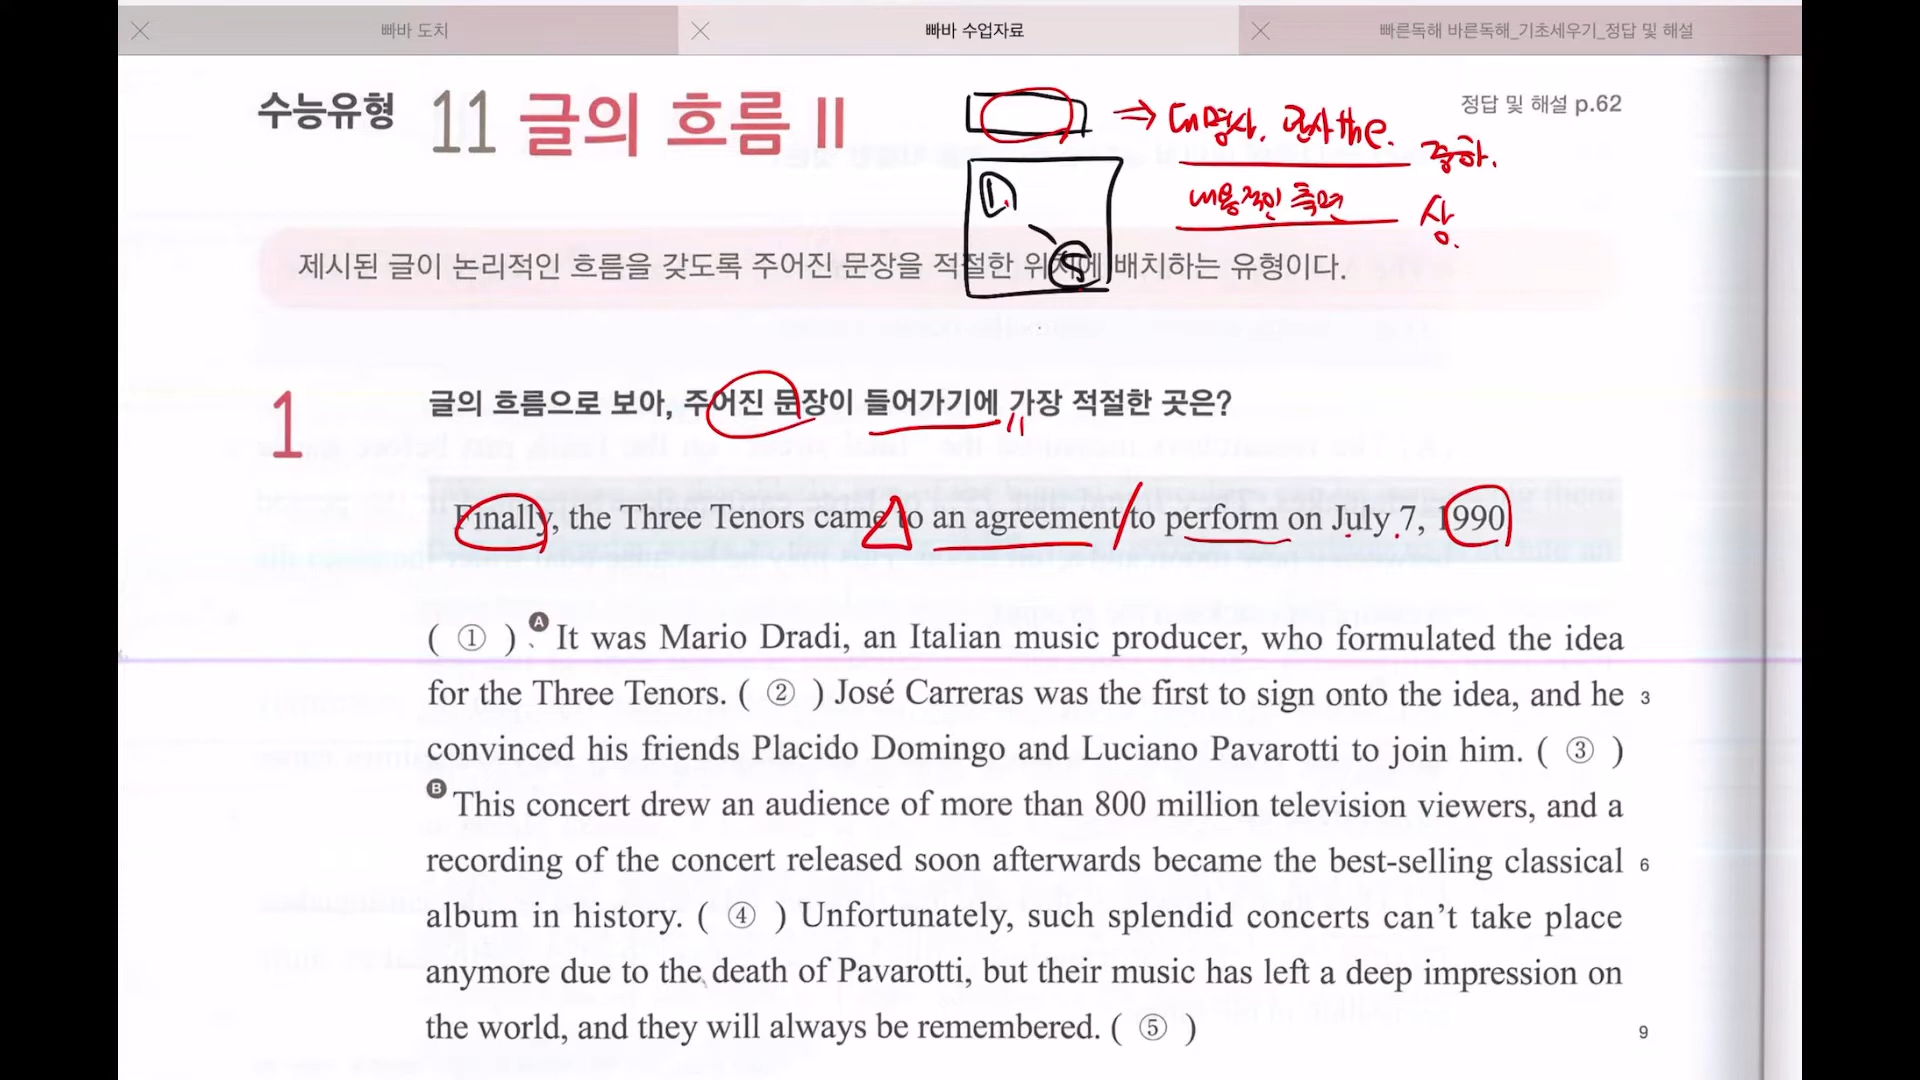 빠바 도치
빠바 수업자료
빠른독해 바른독해_기초세우기_정답 및 해설
수능유형 11 글의 흐름 II
정답 및 해설 p.62
⇒ 대명사. 관사 the. 중하.
내용적인 측면 상.
1.
5
제시된 글이 논리적인 흐름을 갖도록 주어진 문장을 적절한 위치에 배치하는 유형이다.
1 글의 흐름으로 보아, 주어진 문장이 들어가기에 가장 적절한 곳은?
Finally, the Three Tenors came to an agreement to perform on July 7, 1990.
( ① ) A It was Mario Dradi, an Italian music producer, who formulated the idea
for the Three Tenors. ( ② ) José Carreras was the first to sign onto the idea, and he 3
convinced his friends Placido Domingo and Luciano Pavarotti to join him. ( ③ )
B This concert drew an audience of more than 800 million television viewers, and a
recording of the concert released soon afterwards became the best-selling classical 6
album in history. ( ④ ) Unfortunately, such splendid concerts can't take place
anymore due to the death of Pavarotti, but their music has left a deep impression on
the world, and they will always be remembered. ( ⑤ ) 9